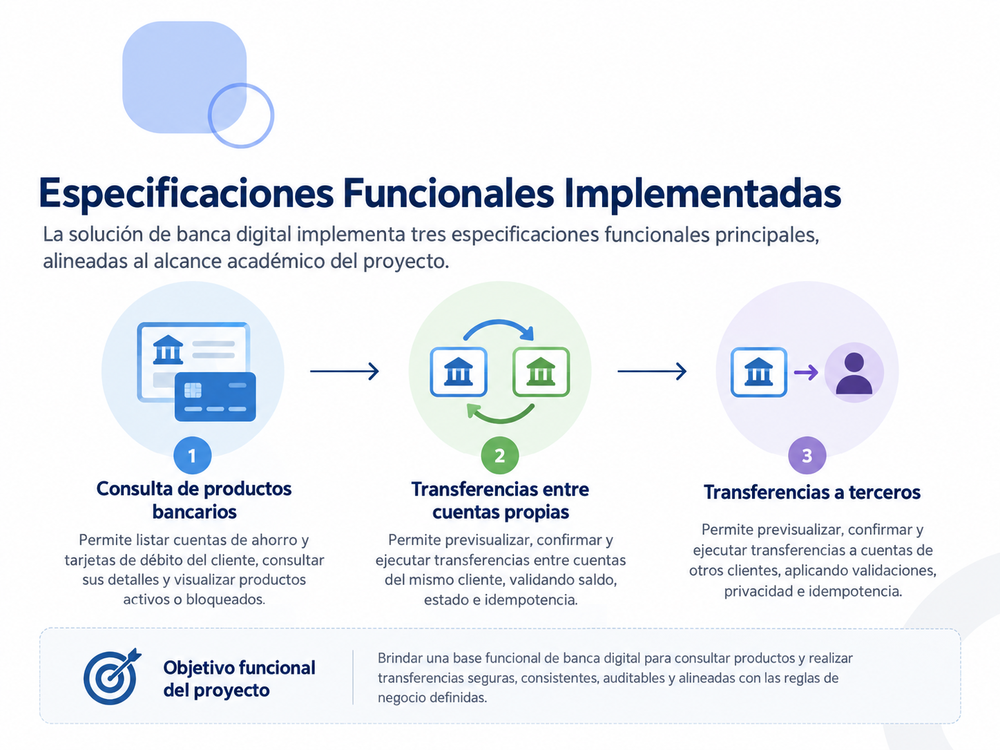 Especificaciones Funcionales Implementadas
La solución de banca digital implementa tres especificaciones funcionales principales,
alineadas al alcance académico del proyecto.
1
Consulta de productos
bancarios
Permite listar cuentas de ahorro y
tarjetas de débito del cliente, consultar
sus detalles y visualizar productos
activos o bloqueados.
2
Transferencias entre
cuentas propias
Permite previsualizar, confirmar y
ejecutar transferencias entre cuentas
del mismo cliente, validando saldo,
estado e idempotencia.
3
Transferencias a terceros
Permite previsualizar, confirmar y
ejecutar transferencias a cuentas de
otros clientes, aplicando validaciones,
privacidad e idempotencia.
Objetivo funcional
del proyecto
Brindar una base funcional de banca digital para consultar productos y realizar
transferencias seguras, consistentes, auditables y alineadas con las reglas de
negocio definidas.